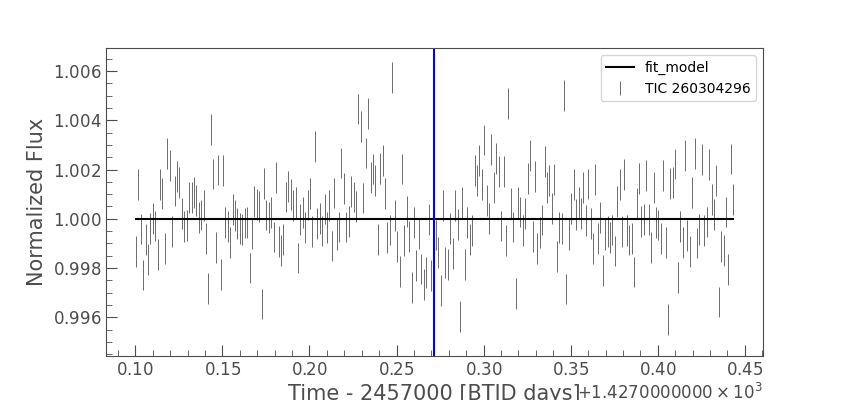 Normalized Flux
1.006
1.004
1.002
1.000
0.998
0.996
fit_model
TIC 260304296
0.10 0.15 0.20 0.25 0.30 0.35 0.40 0.45
Time - 2457000 [BTJD days]
+1.4270000000 × 10³